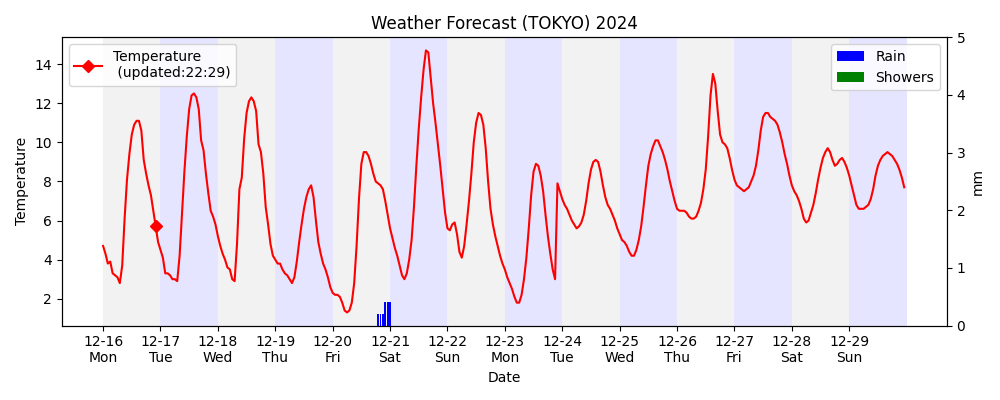 Weather Forecast (TOKYO) 2024
Temperature
(updated:22:29)
Rain
Showers
Temperature
14
12
10
8
6
4
2
5
4
3
2
1
0
mm
12-16 12-17 12-18 12-19 12-20 12-21 12-22 12-23 12-24 12-25 12-26 12-27 12-28 12-29
Mon Tue Wed Thu Fri Sat Sun Mon Tue Wed Thu Fri Sat Sun
Date